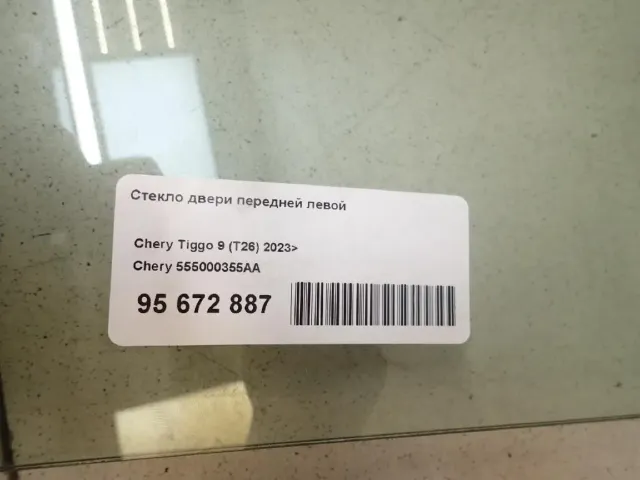 Стекло двери передней левой
Chery Tiggo 9 (T26) 2023>
Chery 555000355AA
95 672 887